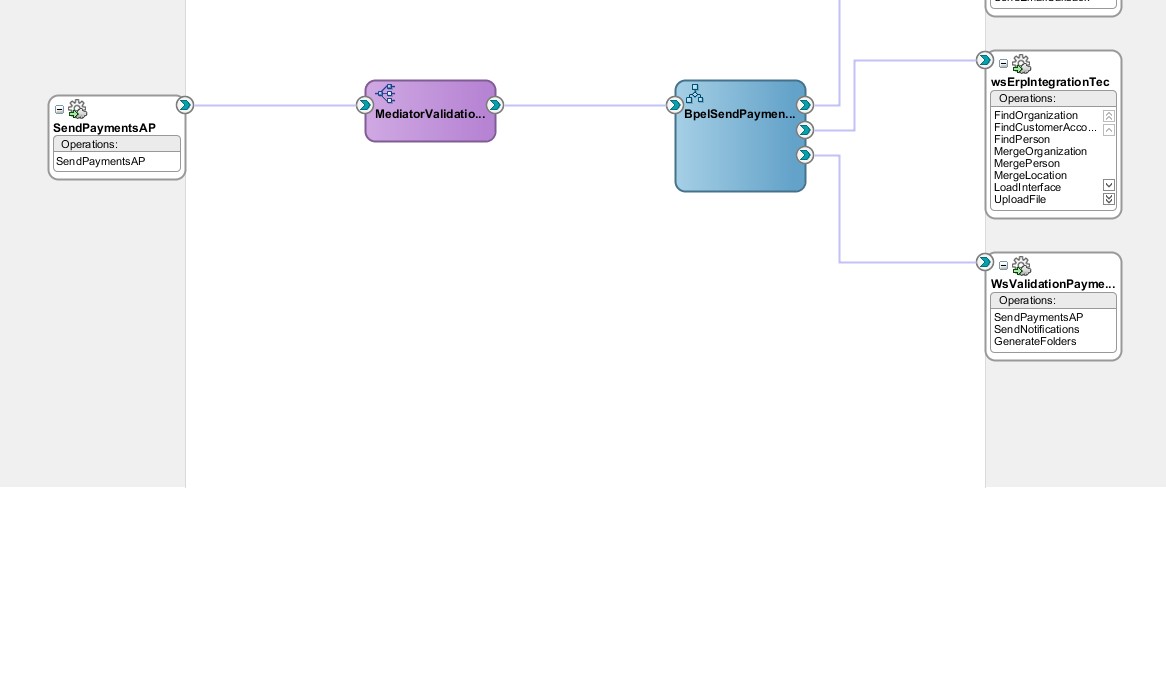 SendPaymentsAP
Operations:
SendPaymentsAP
MediatorValidatio...
BpelSendPaymen...
wsErpIntegrationTec
Operations:
FindOrganization
FindCustomerAcco...
FindPerson
MergeOrganization
MergePerson
MergeLocation
LoadInterface
UploadFile
WsValidationPayme...
Operations:
SendPaymentsAP
SendNotifications
GenerateFolders